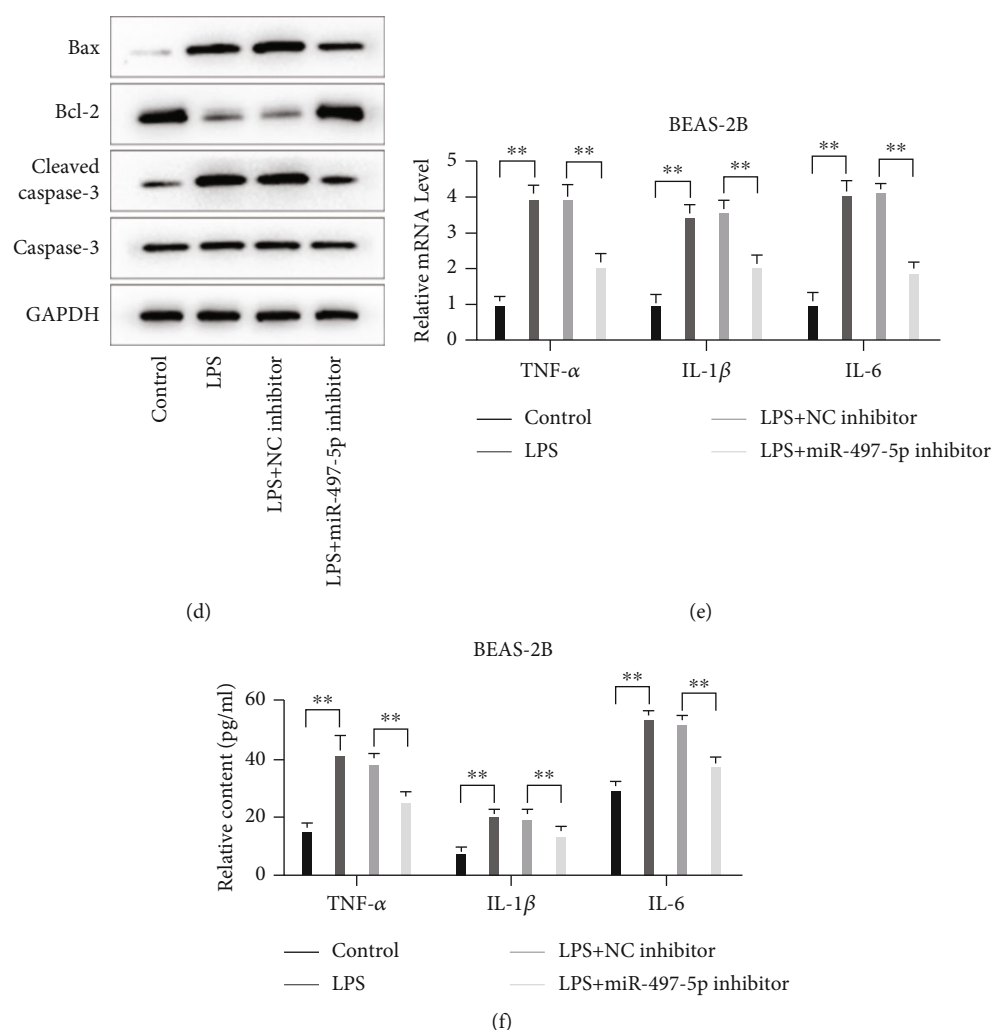 Bax
Bcl-2
Cleaved
caspase-3
Caspase-3
GAPDH
Control
LPS
LPS+NC inhibitor
LPS+miR-497-5p inhibitor
(d)
BEAS-2B
Relative mRNA Level
5
4
3
2
1
0
** ** ** ** ** **
TNF-α IL-1β IL-6
Control
LPS
LPS+NC inhibitor
LPS+miR-497-5p inhibitor
(e)
BEAS-2B
Relative content (pg/ml)
60
40
20
0
** ** ** ** ** **
TNF-α IL-1β IL-6
Control
LPS
LPS+NC inhibitor
LPS+miR-497-5p inhibitor
(f)